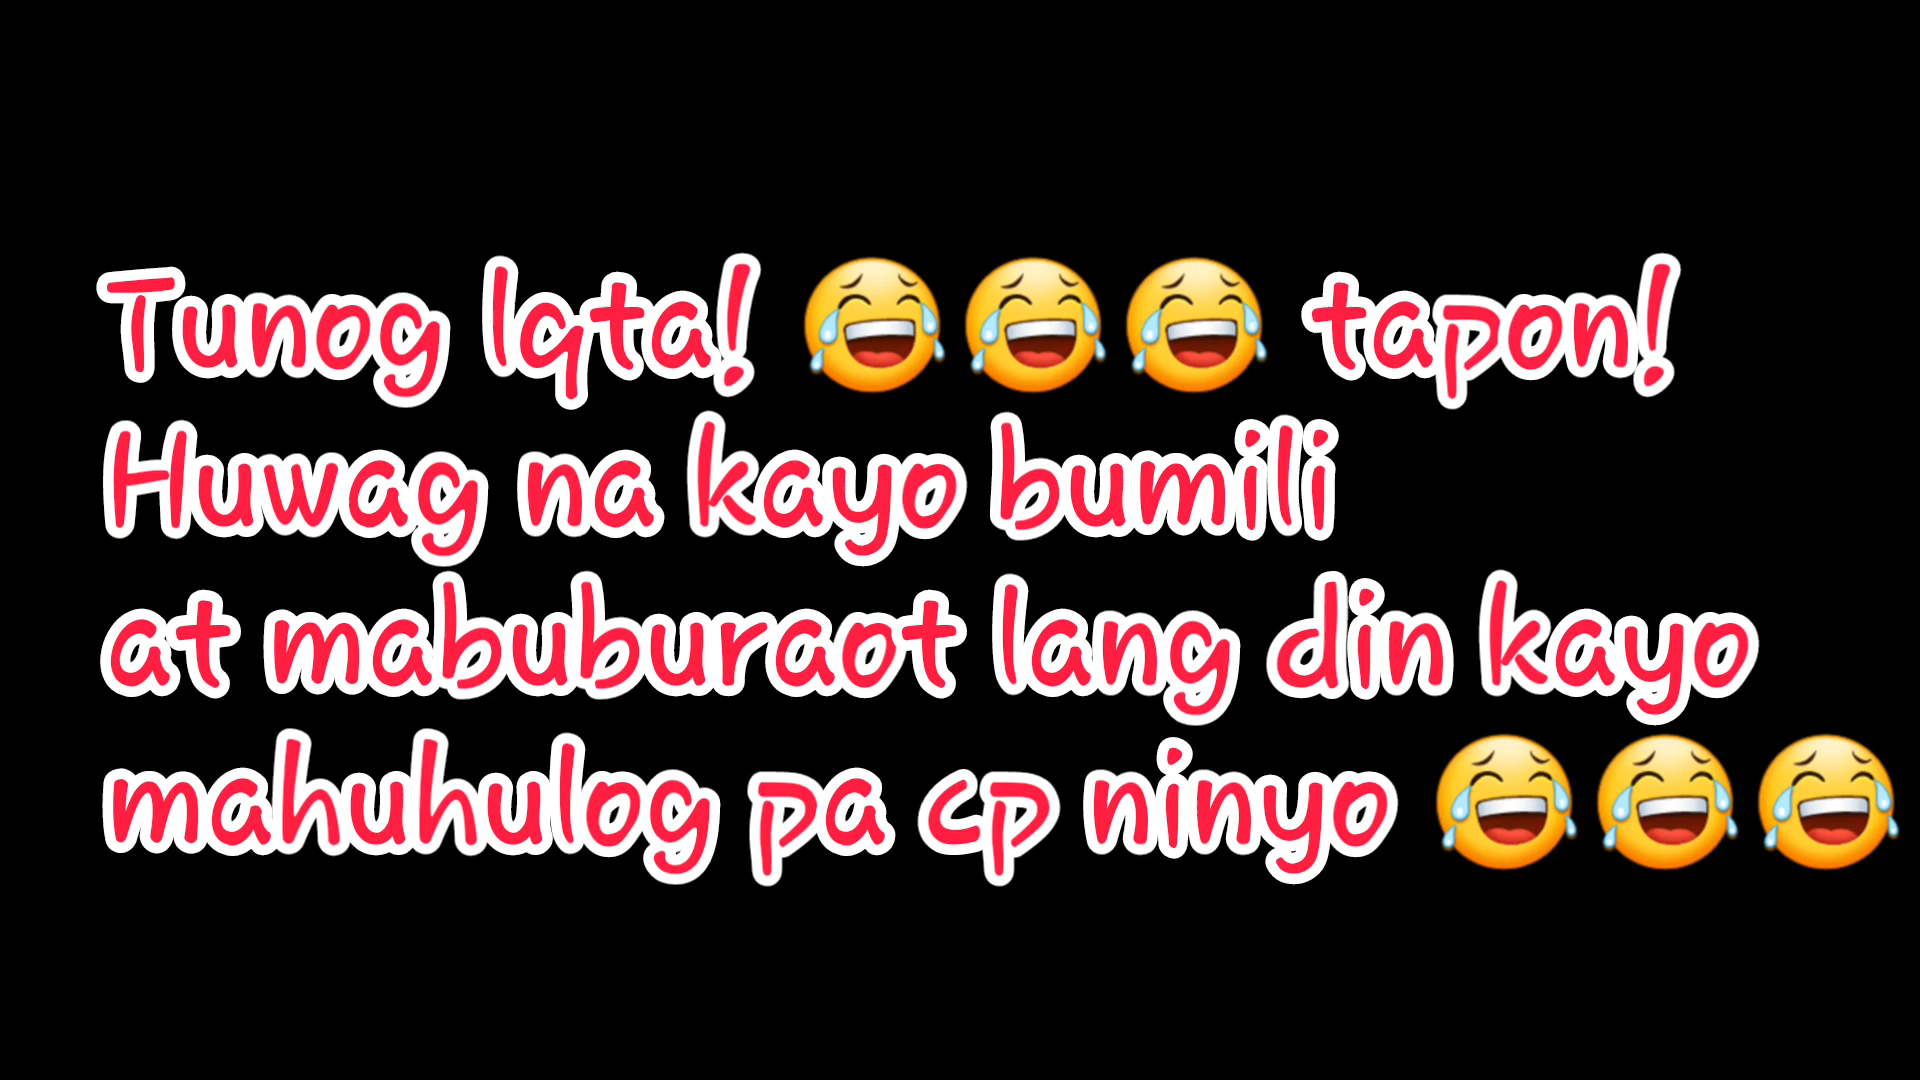 Tunog lqta! 😂😂😂 tapon!
Huwag na kayo bumili
at mabuburaot lang din kayo
mahuhulog pa cp ninyo 😂😂😂